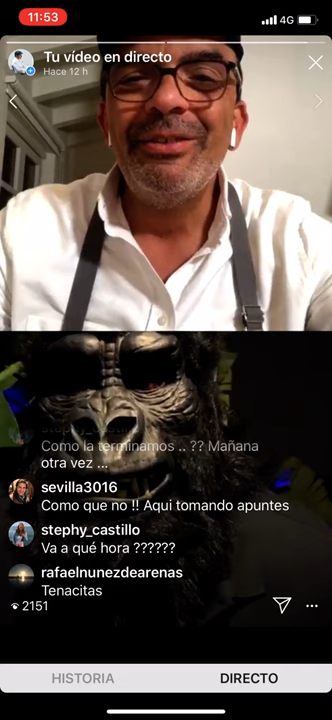 11:53
4G
Tu vídeo en directo
Hace 12 h
stephy_castillo
Como la terminamos .. ?? Mañana
otra vez ...
sevilla3016
Como que no !! Aqui tomando apuntes
stephy_castillo
Va a qué hora ??????
rafaelnunezdearenas
Tenacitas
2151
HISTORIA
DIRECTO